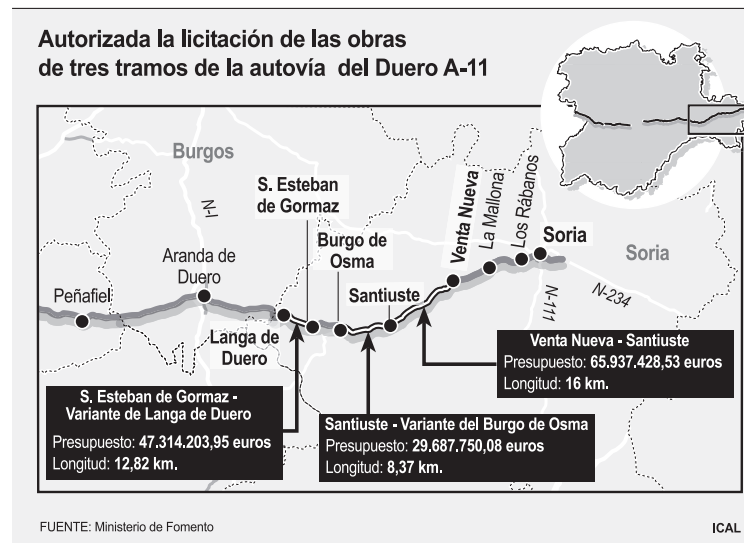 Autorizada la licitación de las obras
de tres tramos de la autovía del Duero A-11
Burgos
N-I
S. Esteban
de Gormaz
Burgo de
Osma
Venta Nueva
La Mallona
Los Rábanos
Soria
Soria
Aranda de
Duero
Peñafiel
Santiuste
Langa de
Duero
N-111
N-234
Venta Nueva - Santiuste
Presupuesto: 65.937.428,53 euros
Longitud: 16 km.
S. Esteban de Gormaz -
Variante de Langa de Duero
Presupuesto: 47.314.203,95 euros
Longitud: 12,82 km.
Santiuste - Variante del Burgo de Osma
Presupuesto: 29.687.750,08 euros
Longitud: 8,37 km.
FUENTE: Ministerio de Fomento
ICAL